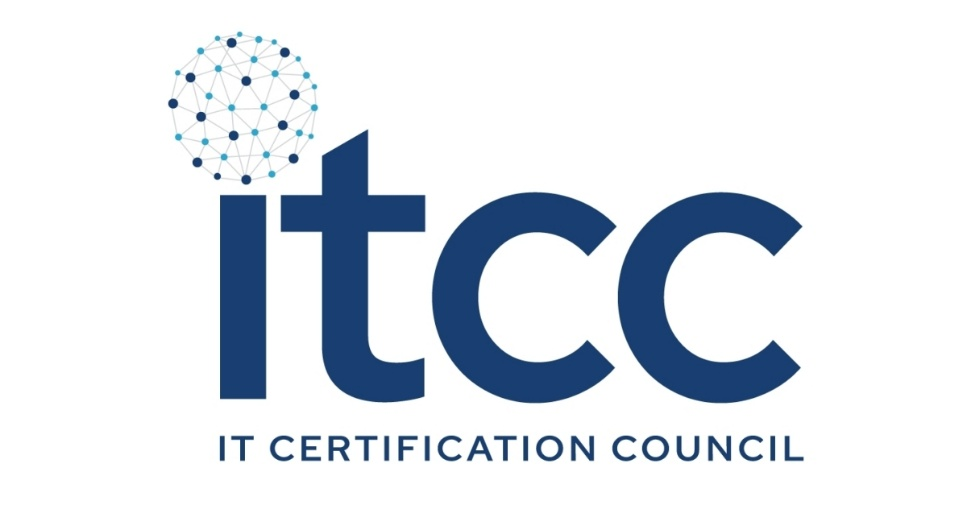 itcc
IT CERTIFICATION COUNCIL